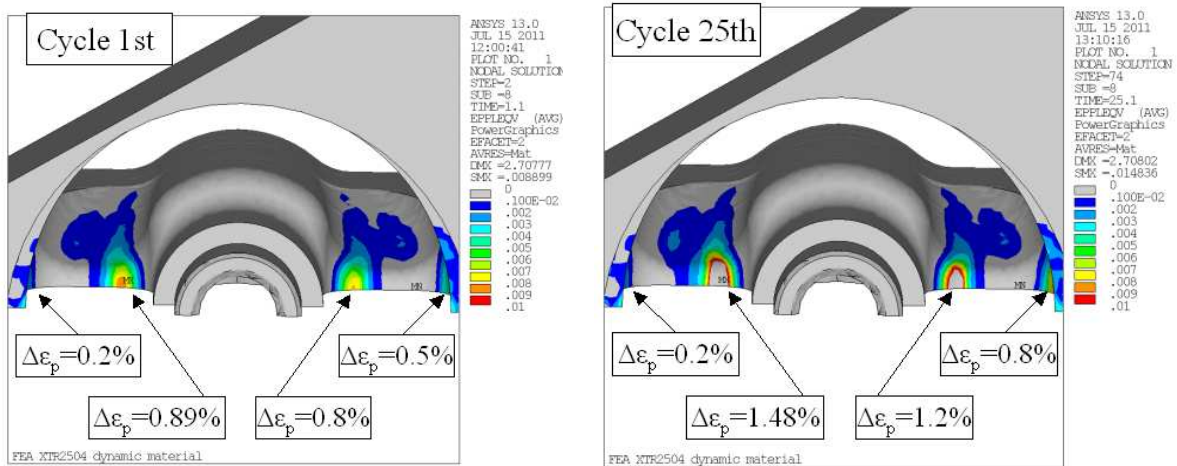 Cycle 1st
ANSYS 13.0
JUL 15 2011
12:00:41
PLOT NO. 1
NODAL SOLUTION
STEP=2
SUB =8
TIME=1.1
EPPLEQV (AVG)
PowerGraphics
EFACET=2
AVRES=Mat
DMX =2.70777
SMX =.008899
0
.100E-02
.002
.003
.004
.005
.006
.007
.008
.009
.01
MX
MN
Δεp=0.2%
Δεp=0.5%
Δεp=0.89%
Δεp=0.8%
FEA XTR2504 dynamic material
Cycle 25th
ANSYS 13.0
JUL 15 2011
13:10:16
PLOT NO. 1
NODAL SOLUTION
STEP=74
SUB =8
TIME=25.1
EPPLEQV (AVG)
PowerGraphics
EFACET=2
AVRES=Mat
DMX =2.70802
SMX =.014836
0
.100E-02
.002
.003
.004
.005
.006
.007
.008
.009
.01
MX
MN
Δεp=0.2%
Δεp=0.8%
Δεp=1.48%
Δεp=1.2%
FEA XTR2504 dynamic material